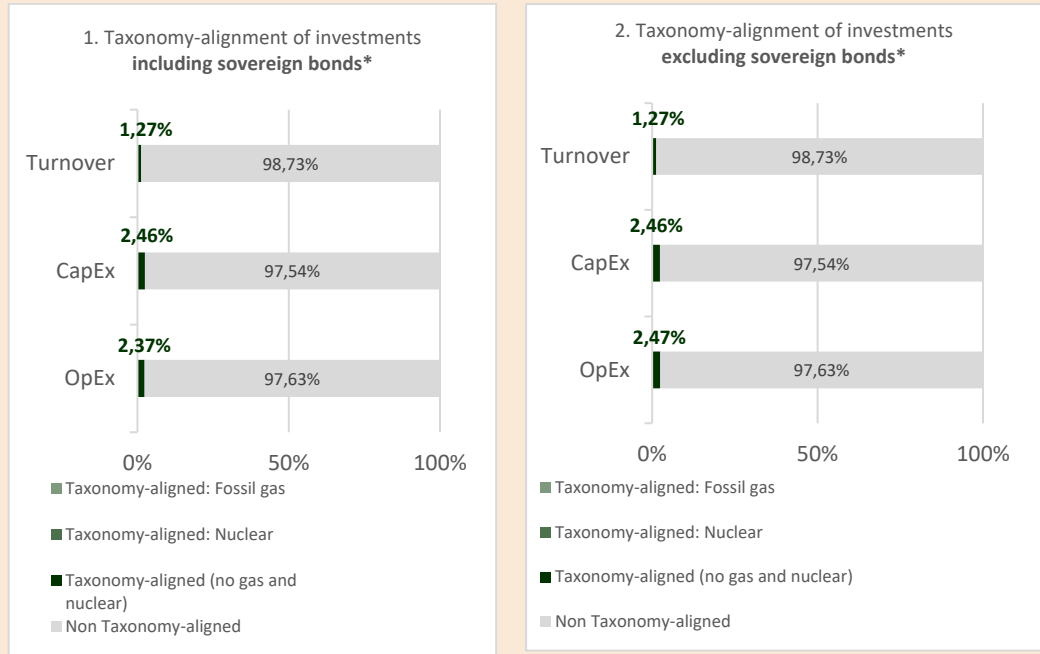 1. Taxonomy-alignment of investments
including sovereign bonds*
1,27%
Turnover
98,73%
2,46%
CapEx
97,54%
2,37%
OpEx
97,63%
0%
50%
100%
Taxonomy-aligned: Fossil gas
Taxonomy-aligned: Nuclear
Taxonomy-aligned (no gas and
nuclear)
Non Taxonomy-aligned
2. Taxonomy-alignment of investments
excluding sovereign bonds*
1,27%
Turnover
98,73%
2,46%
CapEx
97,54%
2,47%
OpEx
97,63%
0%
50%
100%
Taxonomy-aligned: Fossil gas
Taxonomy-aligned: Nuclear
Taxonomy-aligned (no gas and nuclear)
Non Taxonomy-aligned